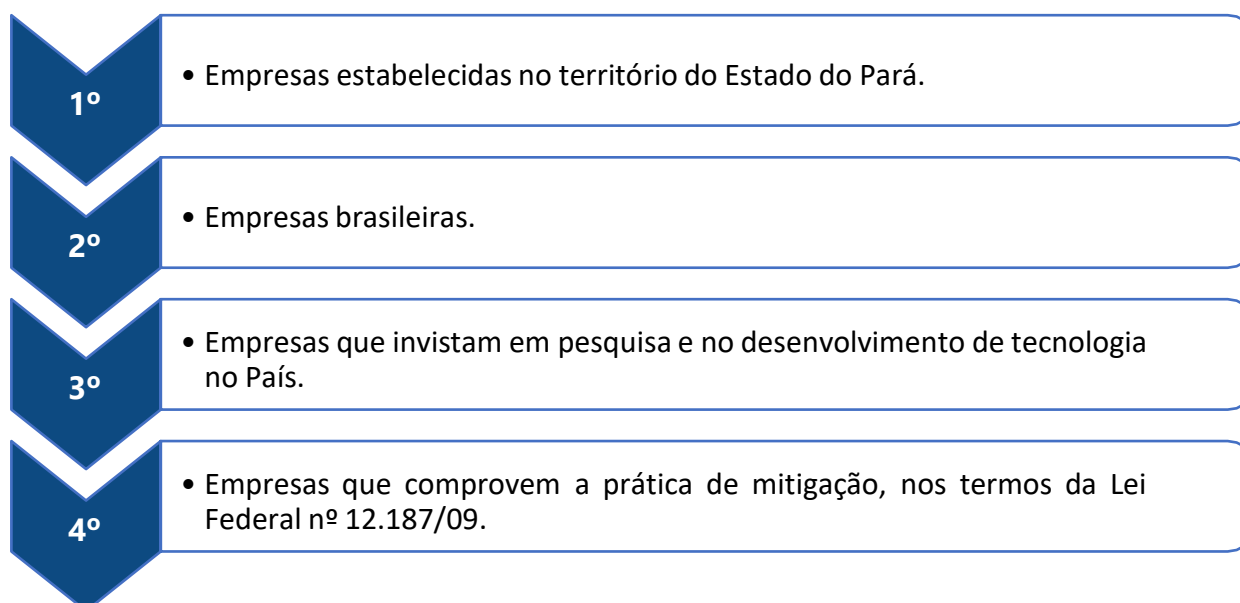 1º
• Empresas estabelecidas no território do Estado do Pará.
2º
• Empresas brasileiras.
3º
• Empresas que invistam em pesquisa e no desenvolvimento de tecnologia
no País.
4º
• Empresas que comprovem a prática de mitigação, nos termos da Lei
Federal nº 12.187/09.